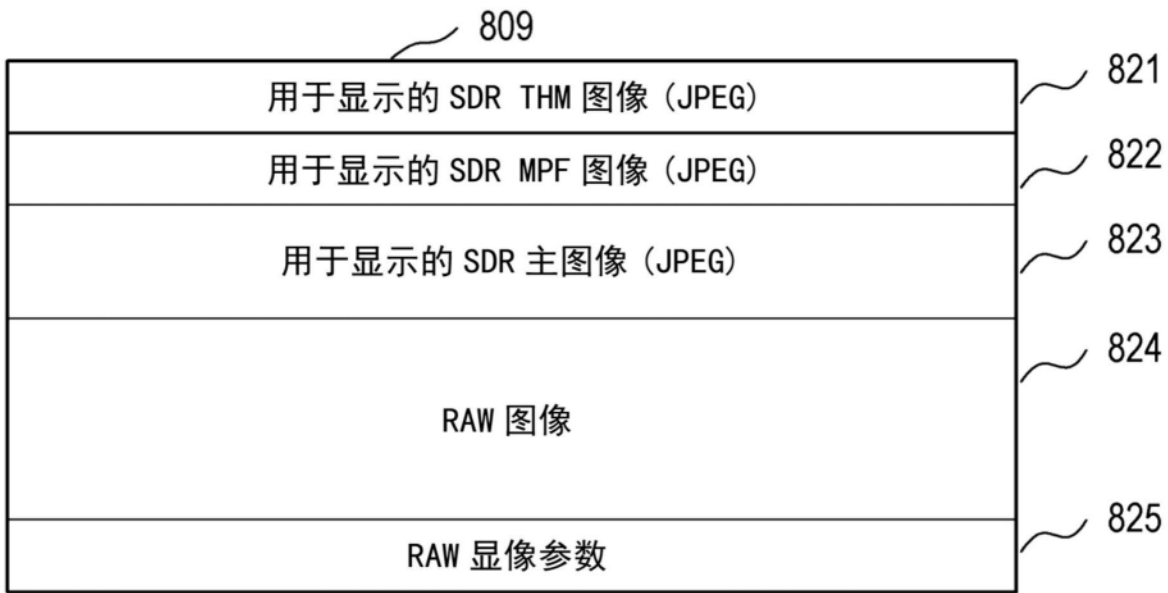 809
用于显示的 SDR THM 图像 (JPEG)
821
用于显示的 SDR MPF 图像 (JPEG)
822
用于显示的 SDR 主图像 (JPEG)
823
RAW 图像
824
RAW 显像参数
825